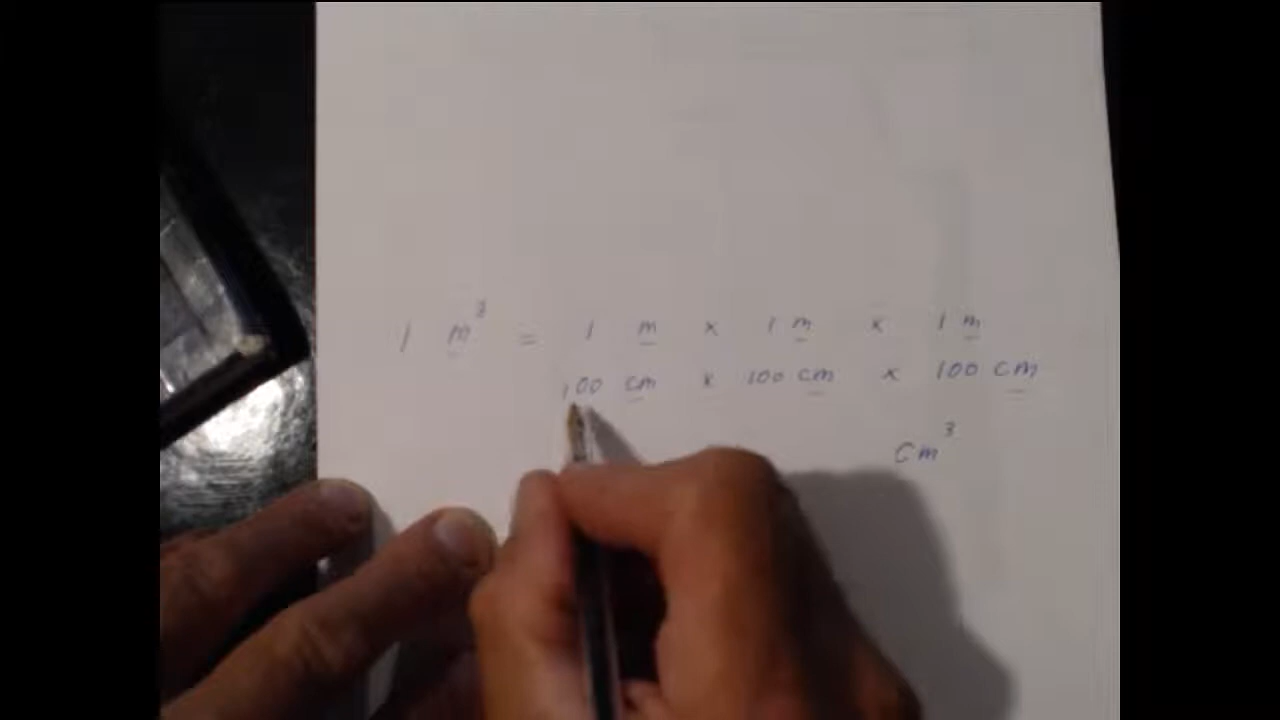 1 m³ = 1 m x 1 m x 1 m
100 cm x 100 cm x 100 cm
cm³